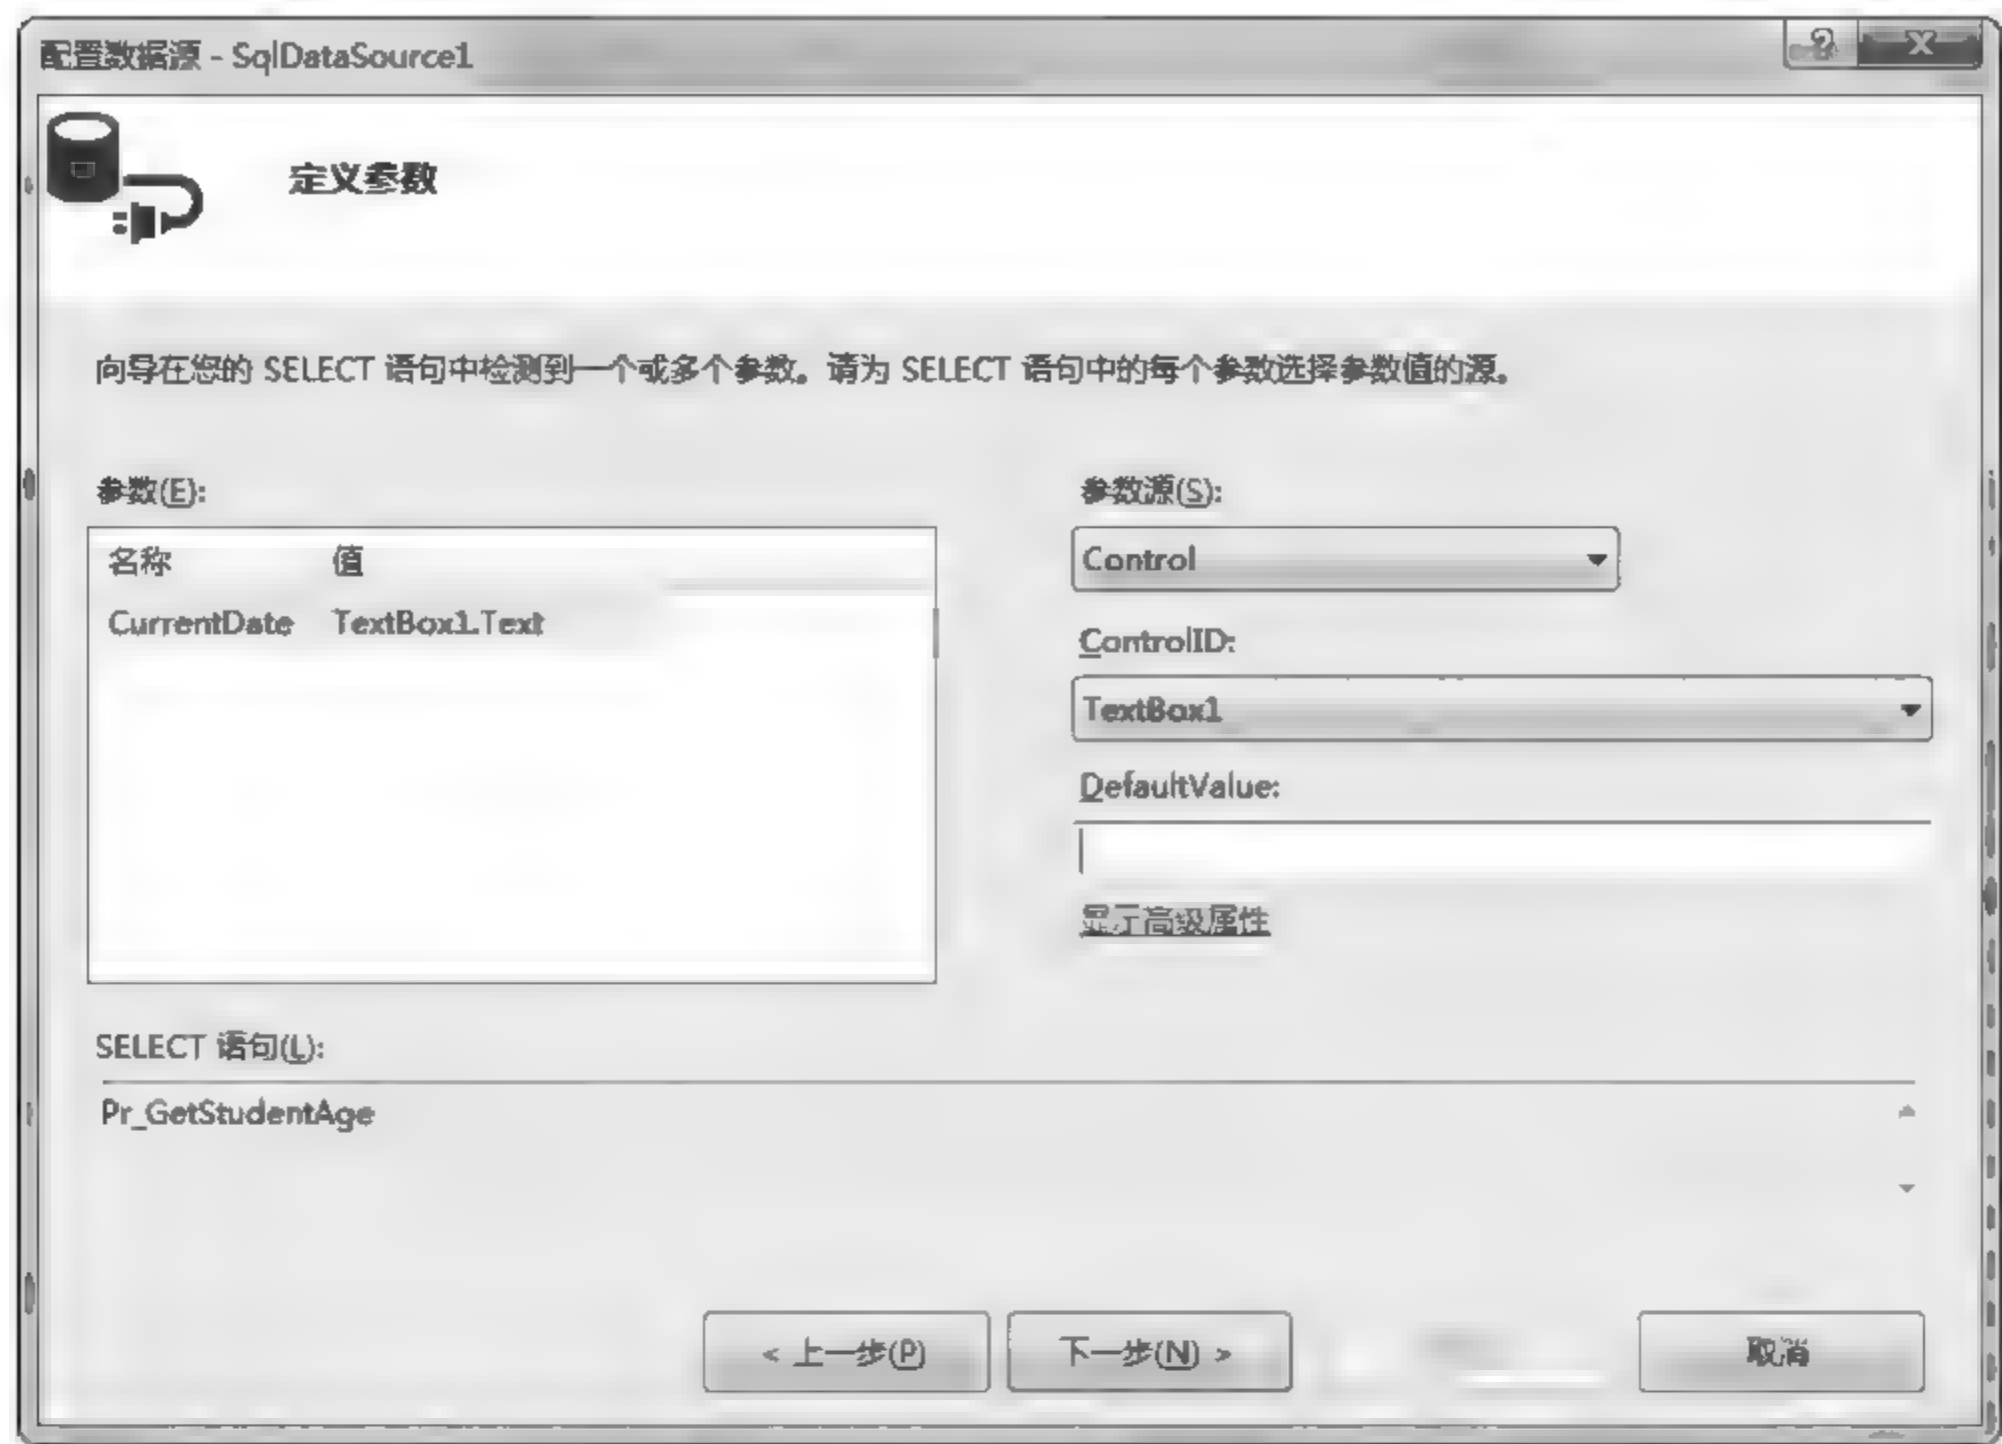 配置数据源 - SqlDataSource1
定义参数
向导在您的 SELECT 语句中检测到一个或多个参数。请为 SELECT 语句中的每个参数选择参数值的源。
参数(E):
名称 值
CurrentDate TextBox1.Text
参数源(S):
Control
ControlID:
TextBox1
DefaultValue:
显示高级属性
SELECT 语句(L):
Pr_GetStudentAge
< 上一步(P)
下一步(N) >
取消